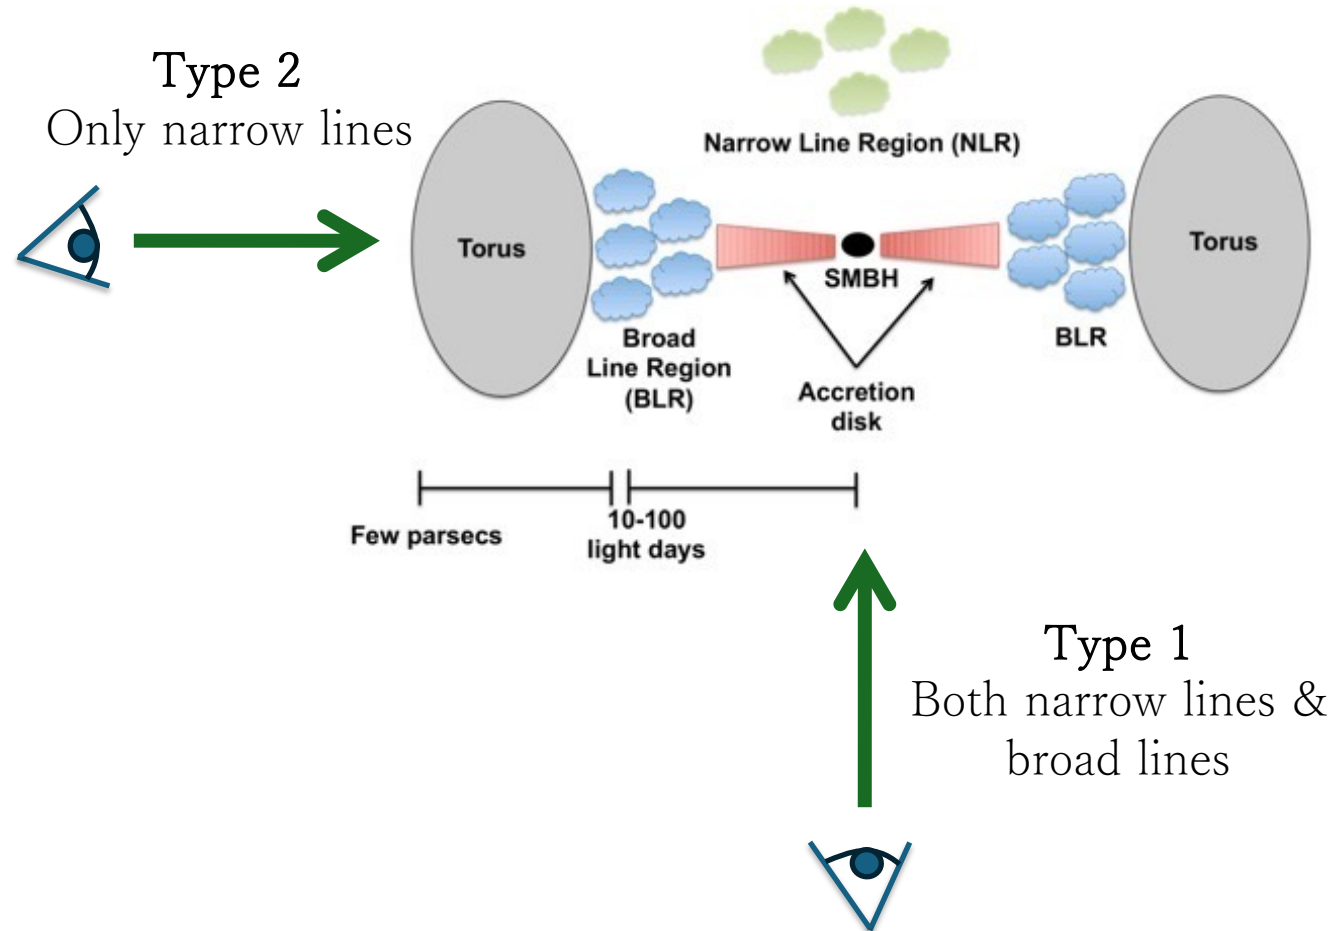 Type 2
Only narrow lines
Narrow Line Region (NLR)
Torus
SMBH
Torus
Broad
Line Region
(BLR)
BLR
Accretion
disk
Few parsecs
10-100
light days
Type 1
Both narrow lines &
broad lines